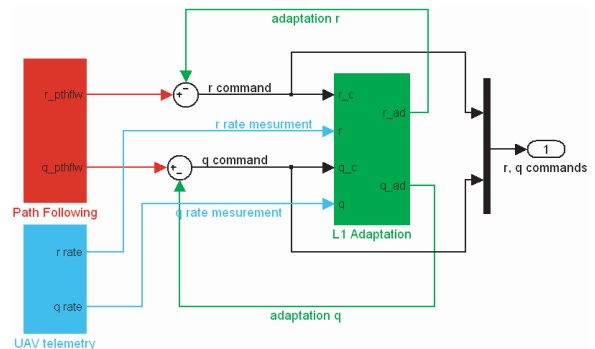 adaptation r
r_pthflw
r command
r_c
r_ad
r
r rate mesurment
q_pthflw
q command
q_c
q_ad
1
r, q commands
Path Following
q rate mesurement
q
L1 Adaptation
r rate
q rate
adaptation q
UAV telemetry